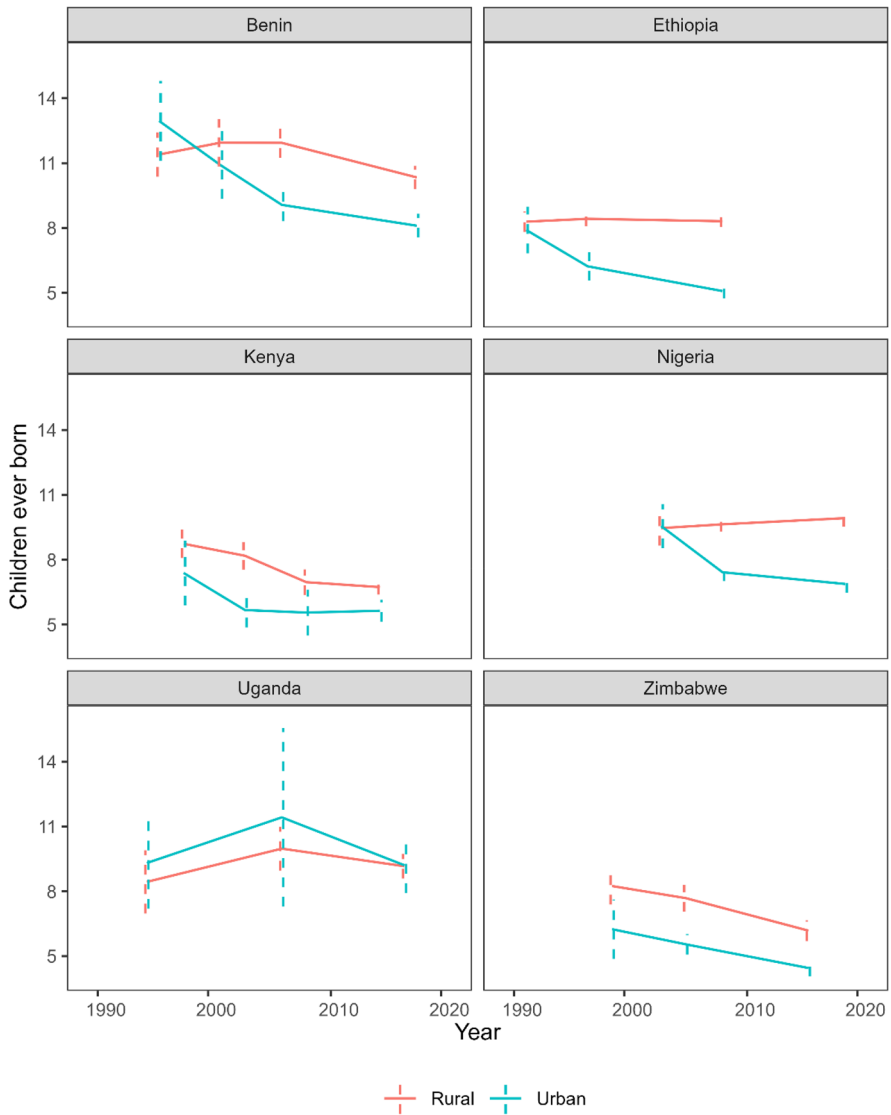 Benin
Ethiopia
14
11
8
5
Kenya
Nigeria
14
11
8
5
Children ever born
Uganda
Zimbabwe
14
11
8
5
1990 2000 2010 2020 1990 2000 2010 2020
Year
Rural Urban